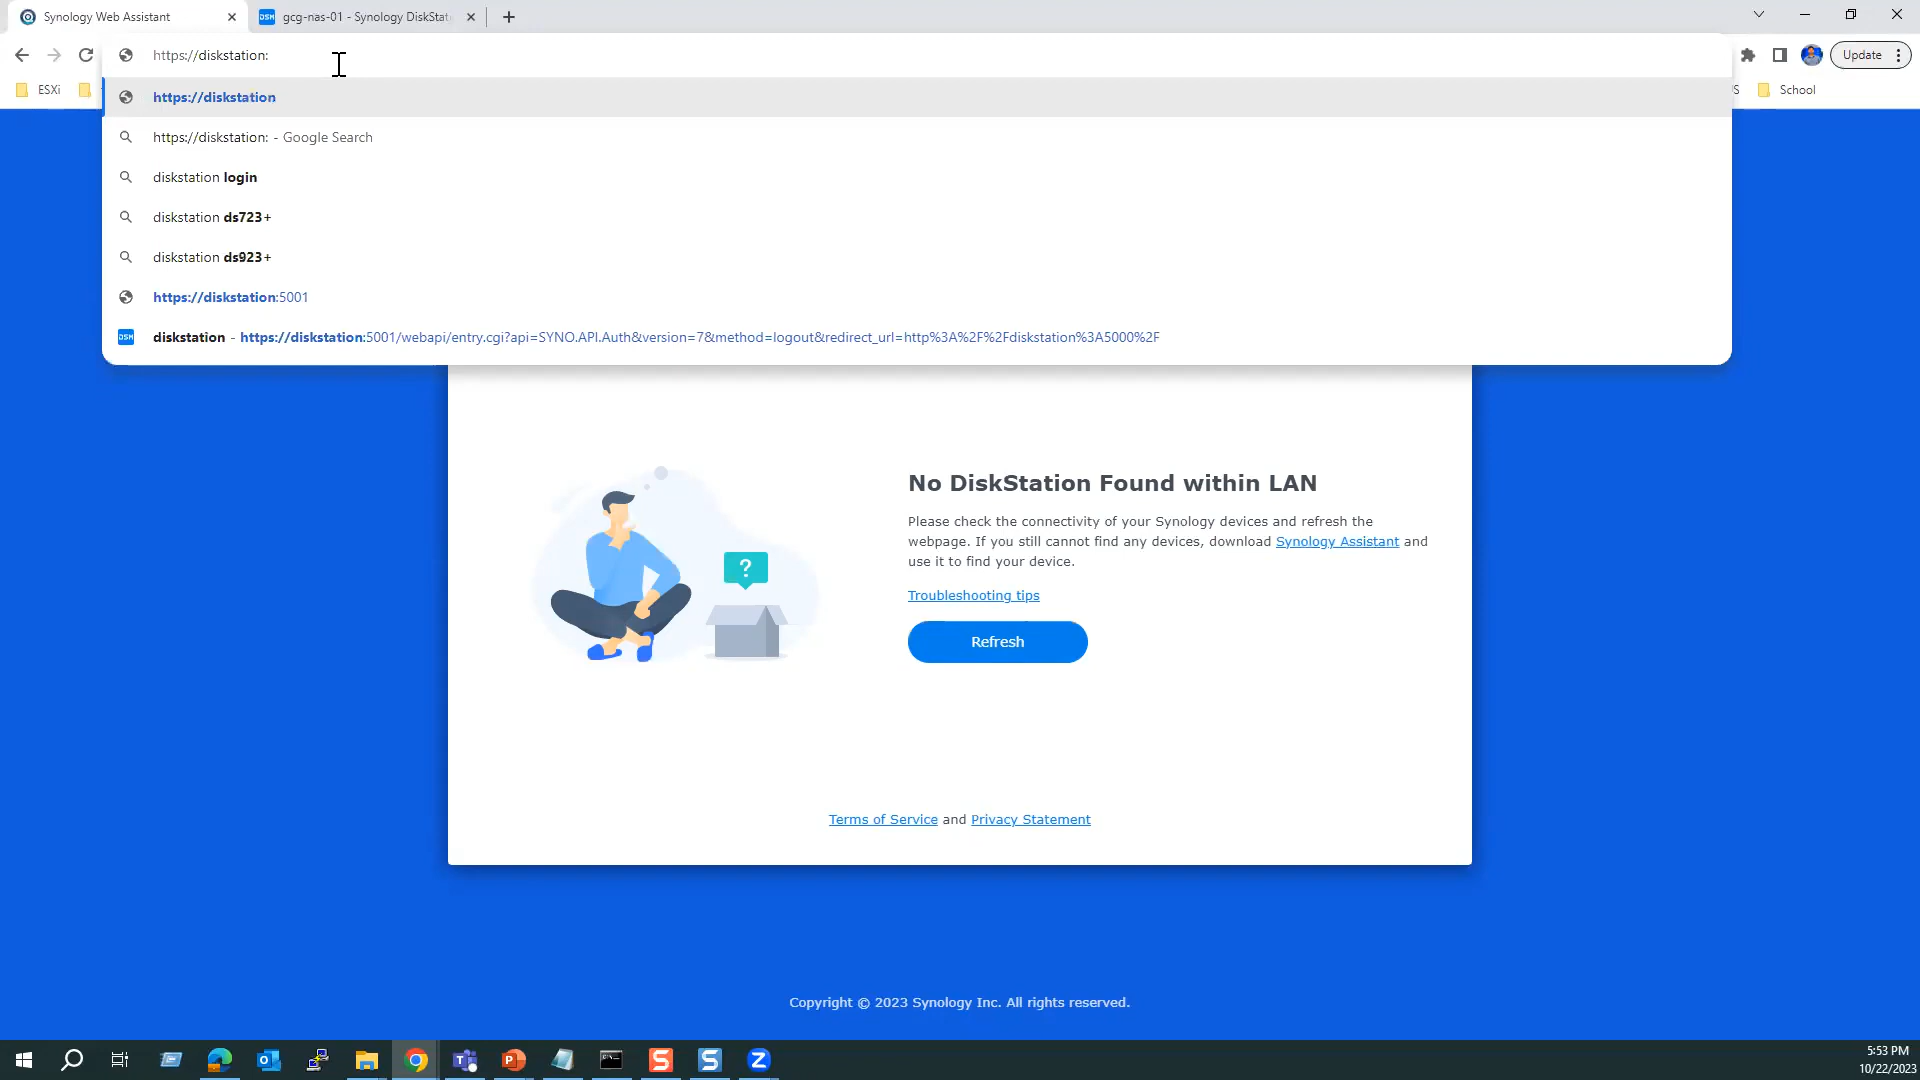 Synology Web Assistant
DSM gcg-nas-01 - Synology DiskStati
https://diskstation:
Update
ESXi
S
School
https://diskstation
https://diskstation: - Google Search
diskstation login
diskstation ds723+
diskstation ds923+
https://diskstation:5001
DSM diskstation - https://diskstation:5001/webapi/entry.cgi?api=SYNO.API.Auth&version=7&method=logout&redirect_url=http%3A%2F%2Fdiskstation%3A5000%2F
No DiskStation Found within LAN
Please check the connectivity of your Synology devices and refresh the
webpage. If you still cannot find any devices, download Synology Assistant and
use it to find your device.
?
Troubleshooting tips
Refresh
Terms of Service and Privacy Statement
Copyright © 2023 Synology Inc. All rights reserved.
5:53 PM
10/22/2023